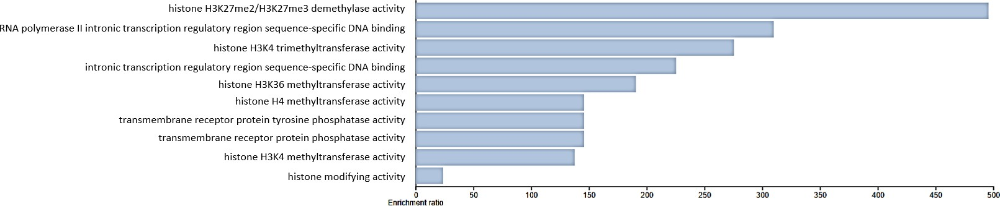 histone H3K27me2/H3K27me3 demethylase activity
RNA polymerase II intronic transcription regulatory region sequence-specific DNA binding
histone H3K4 trimethyltransferase activity
intronic transcription regulatory region sequence-specific DNA binding
histone H3K36 methyltransferase activity
histone H4 methyltransferase activity
transmembrane receptor protein tyrosine phosphatase activity
transmembrane receptor protein phosphatase activity
histone H3K4 methyltransferase activity
histone modifying activity
0 50 100 150 200 250 300 350 400 450 500
Enrichment ratio